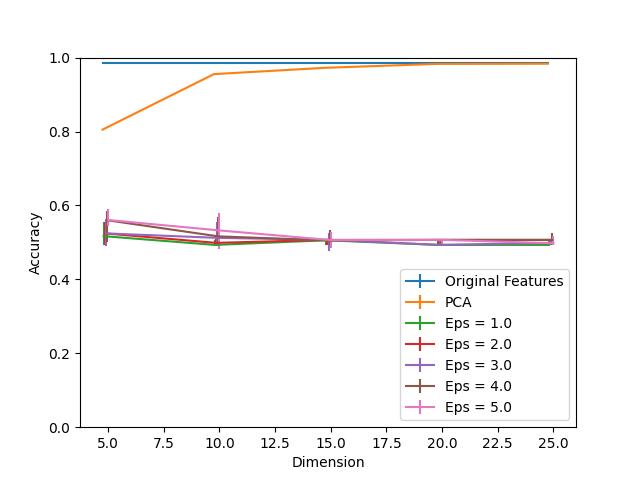 1.0
0.8
0.6
0.4
0.2
0.0
Accuracy
Original Features
PCA
Eps = 1.0
Eps = 2.0
Eps = 3.0
Eps = 4.0
Eps = 5.0
5.0 7.5 10.0 12.5 15.0 17.5 20.0 22.5 25.0
Dimension